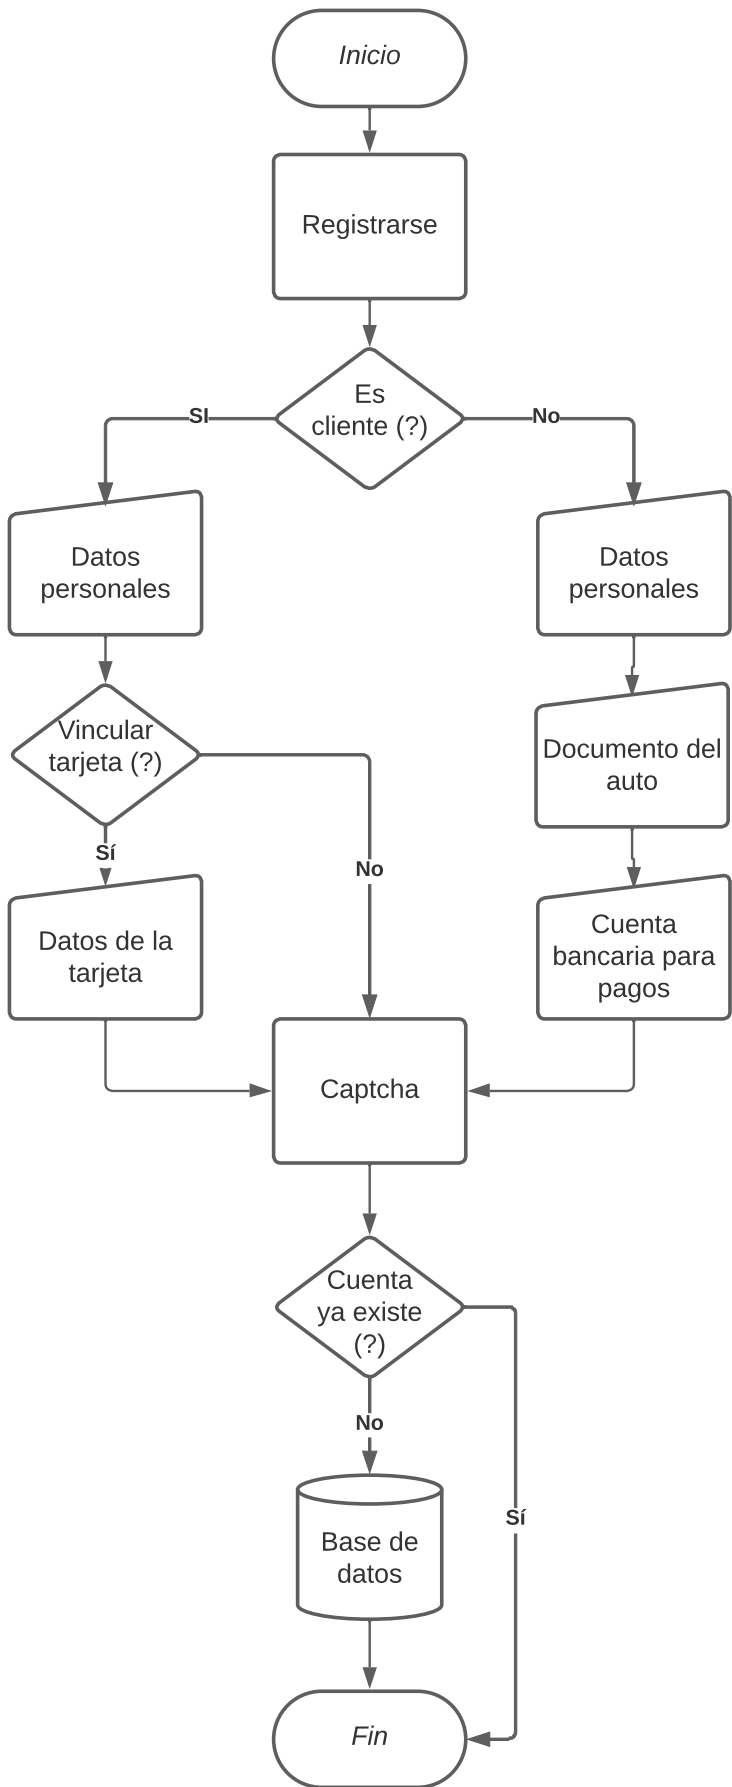 Inicio
Registrarse
Es
cliente (?)
SI
No
Datos
personales
Datos
personales
Vincular
tarjeta (?)
Documento del
auto
Sí
No
Datos de la
tarjeta
Cuenta
bancaria para
pagos
Captcha
Cuenta
ya existe
(?)
No
Sí
Base de
datos
Fin